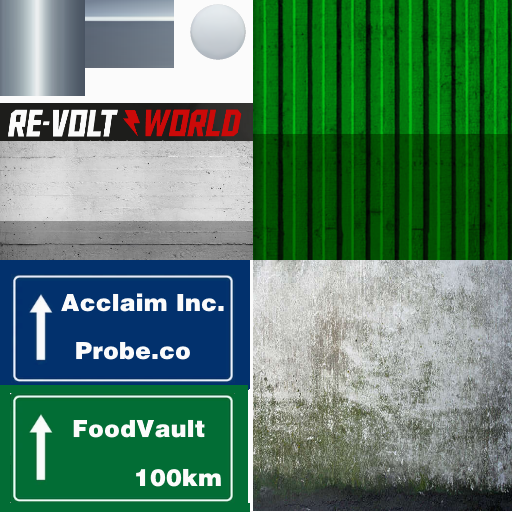 RE-VOLT WORLD
Acclaim Inc.
Probe.co
FoodVault
100km